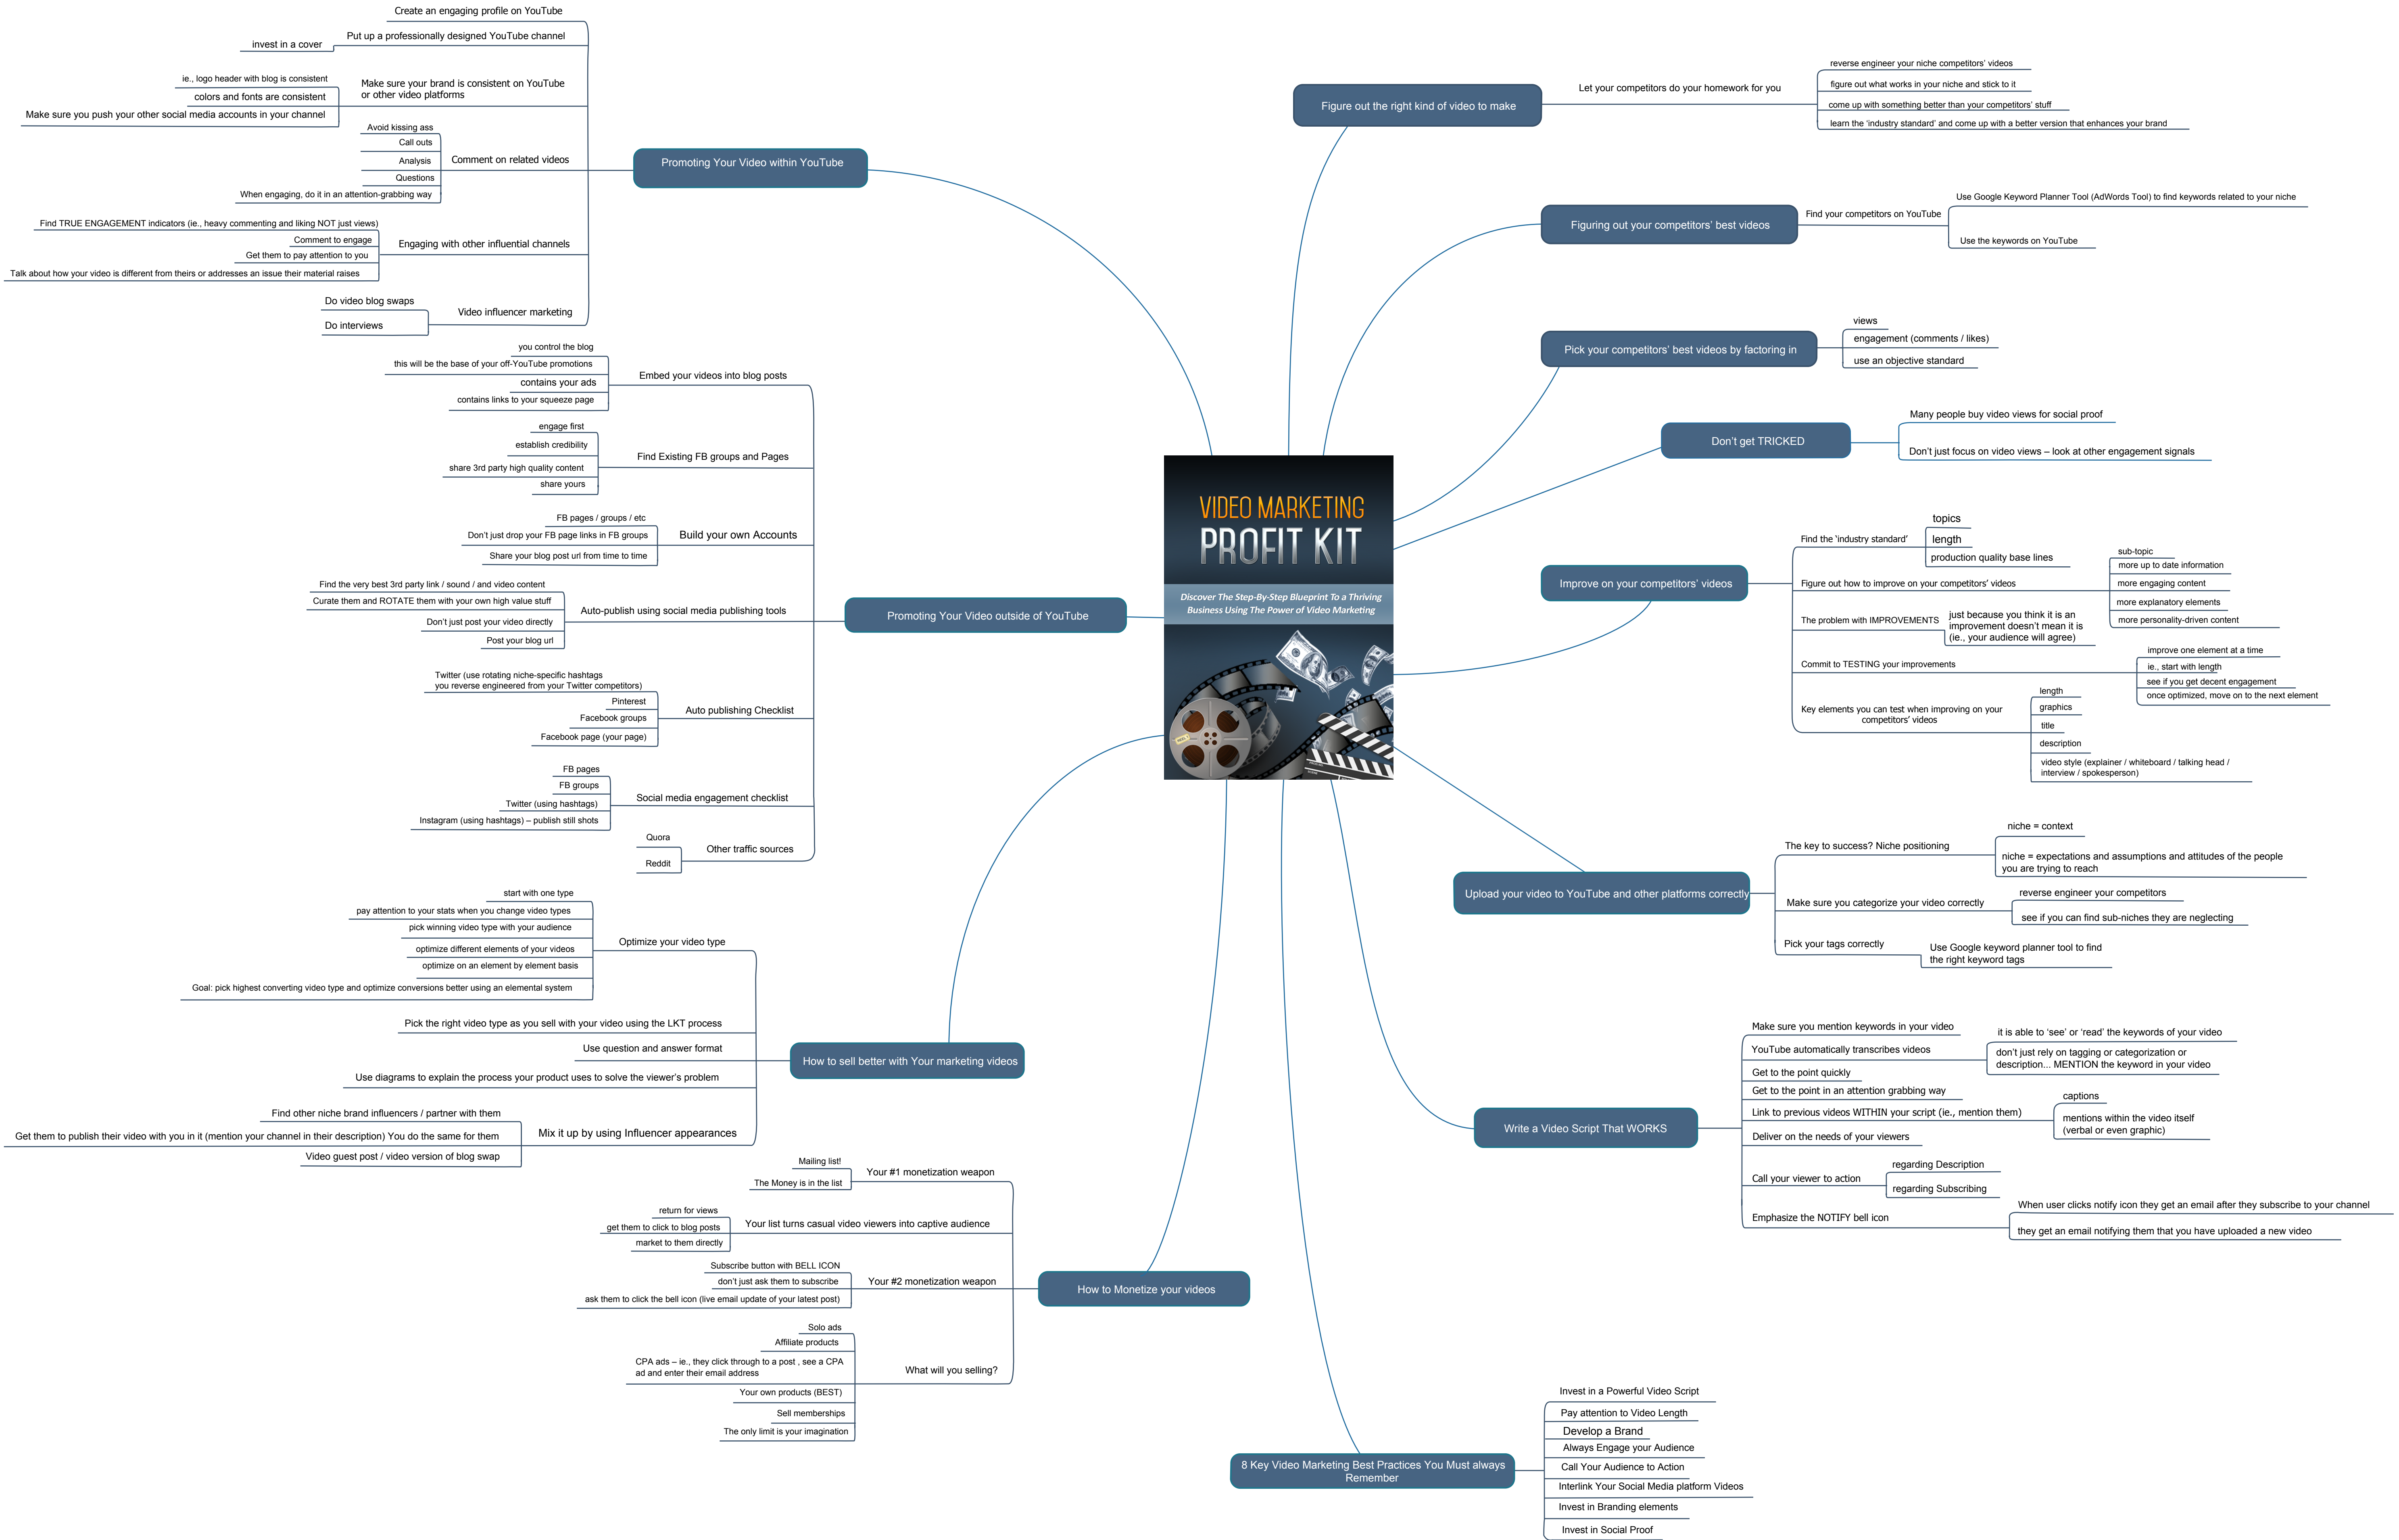 VIDEO MARKETING
PROFIT KIT
Discover The Step-By-Step Blueprint To a Thriving
Business Using The Power of Video Marketing
Figure out the right kind of video to make
Let your competitors do your homework for you
reverse engineer your niche competitors' videos
figure out what works in your niche and stick to it
come up with something better than your competitors' stuff
learn the 'industry standard' and come up with a better version that enhances your brand
Figuring out your competitors' best videos
Find your competitors on YouTube
Use Google Keyword Planner Tool (AdWords Tool) to find keywords related to your niche
Use the keywords on YouTube
Pick your competitors' best videos by factoring in
views
engagement (comments / likes)
use an objective standard
Don't get TRICKED
Many people buy video views for social proof
Don't just focus on video views – look at other engagement signals
Improve on your competitors' videos
Find the 'industry standard'
topics
length
production quality base lines
Figure out how to improve on your competitors' videos
sub-topic
more up to date information
more engaging content
more explanatory elements
more personality-driven content
The problem with IMPROVEMENTS
just because you think it is an
improvement doesn't mean it is
(ie., your audience will agree)
Commit to TESTING your improvements
improve one element at a time
ie., start with length
see if you get decent engagement
once optimized, move on to the next element
Key elements you can test when improving on your
competitors' videos
length
graphics
title
description
video style (explainer / whiteboard / talking head /
interview / spokesperson)
Upload your video to YouTube and other platforms correctly
The key to success? Niche positioning
niche = context
niche = expectations and assumptions and attitudes of the people
you are trying to reach
Make sure you categorize your video correctly
reverse engineer your competitors
see if you can find sub-niches they are neglecting
Pick your tags correctly
Use Google keyword planner tool to find
the right keyword tags
Write a Video Script That WORKS
Make sure you mention keywords in your video
YouTube automatically transcribes videos
it is able to 'see' or 'read' the keywords of your video
don't just rely on tagging or categorization or
description... MENTION the keyword in your video
Get to the point quickly
Get to the point in an attention grabbing way
Link to previous videos WITHIN your script (ie., mention them)
captions
mentions within the video itself
(verbal or even graphic)
Deliver on the needs of your viewers
Call your viewer to action
regarding Description
regarding Subscribing
Emphasize the NOTIFY bell icon
When user clicks notify icon they get an email after they subscribe to your channel
they get an email notifying them that you have uploaded a new video
8 Key Video Marketing Best Practices You Must always
Remember
Invest in a Powerful Video Script
Pay attention to Video Length
Develop a Brand
Always Engage your Audience
Call Your Audience to Action
Interlink Your Social Media platform Videos
Invest in Branding elements
Invest in Social Proof
Promoting Your Video within YouTube
Create an engaging profile on YouTube
Put up a professionally designed YouTube channel
invest in a cover
Make sure your brand is consistent on YouTube
or other video platforms
ie., logo header with blog is consistent
colors and fonts are consistent
Make sure you push your other social media accounts in your channel
Comment on related videos
Avoid kissing ass
Call outs
Analysis
Questions
When engaging, do it in an attention-grabbing way
Engaging with other influential channels
Find TRUE ENGAGEMENT indicators (ie., heavy commenting and liking NOT just views)
Comment to engage
Get them to pay attention to you
Talk about how your video is different from theirs or addresses an issue their material raises
Video influencer marketing
Do video blog swaps
Do interviews
Promoting Your Video outside of YouTube
Embed your videos into blog posts
you control the blog
this will be the base of your off-YouTube promotions
contains your ads
contains links to your squeeze page
Find Existing FB groups and Pages
engage first
establish credibility
share 3rd party high quality content
share yours
Build your own Accounts
FB pages / groups / etc
Don't just drop your FB page links in FB groups
Share your blog post url from time to time
Auto-publish using social media publishing tools
Find the very best 3rd party link / sound / and video content
Curate them and ROTATE them with your own high value stuff
Don't just post your video directly
Post your blog url
Auto publishing Checklist
Twitter (use rotating niche-specific hashtags
you reverse engineered from your Twitter competitors)
Pinterest
Facebook groups
Facebook page (your page)
Social media engagement checklist
FB pages
FB groups
Twitter (using hashtags)
Instagram (using hashtags) – publish still shots
Other traffic sources
Quora
Reddit
How to sell better with Your marketing videos
Optimize your video type
start with one type
pay attention to your stats when you change video types
pick winning video type with your audience
optimize different elements of your videos
optimize on an element by element basis
Goal: pick highest converting video type and optimize conversions better using an elemental system
Pick the right video type as you sell with your video using the LKT process
Use question and answer format
Use diagrams to explain the process your product uses to solve the viewer's problem
Mix it up by using Influencer appearances
Find other niche brand influencers / partner with them
Get them to publish their video with you in it (mention your channel in their description) You do the same for them
Video guest post / video version of blog swap
How to Monetize your videos
Your #1 monetization weapon
Mailing list!
The Money is in the list
Your list turns casual video viewers into captive audience
return for views
get them to click to blog posts
market to them directly
Your #2 monetization weapon
Subscribe button with BELL ICON
don't just ask them to subscribe
ask them to click the bell icon (live email update of your latest post)
What will you selling?
Solo ads
Affiliate products
CPA ads – ie., they click through to a post , see a CPA
ad and enter their email address
Your own products (BEST)
Sell memberships
The only limit is your imagination